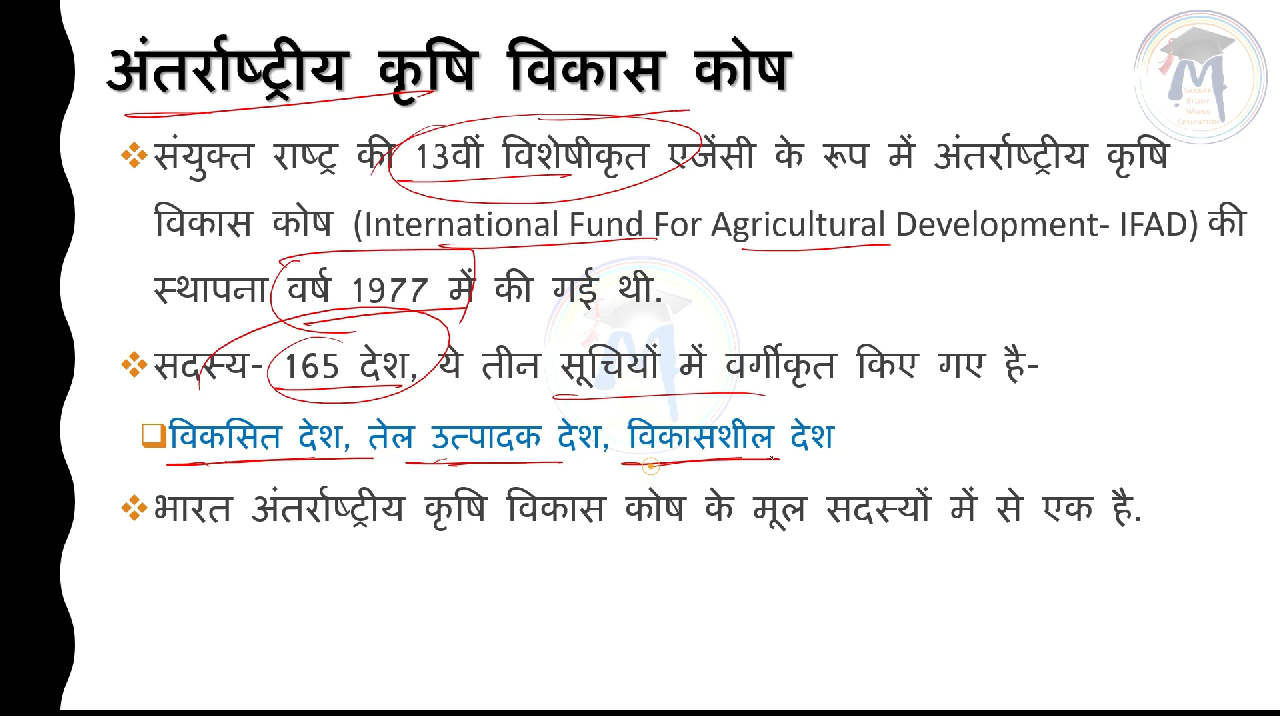 अंतर्राष्ट्रीय कृषि विकास कोष
संयुक्त राष्ट्र की 13वीं विशेषीकृत एजेंसी के रूप में अंतर्राष्ट्रीय कृषि
विकास कोष (International Fund For Agricultural Development- IFAD) की
स्थापना वर्ष 1977 में की गई थी.
सदस्य- 165 देश, ये तीन सूचियों में वर्गीकृत किए गए है-
विकसित देश, तेल उत्पादक देश, विकासशील देश
भारत अंतर्राष्ट्रीय कृषि विकास कोष के मूल सदस्यों में से एक है.